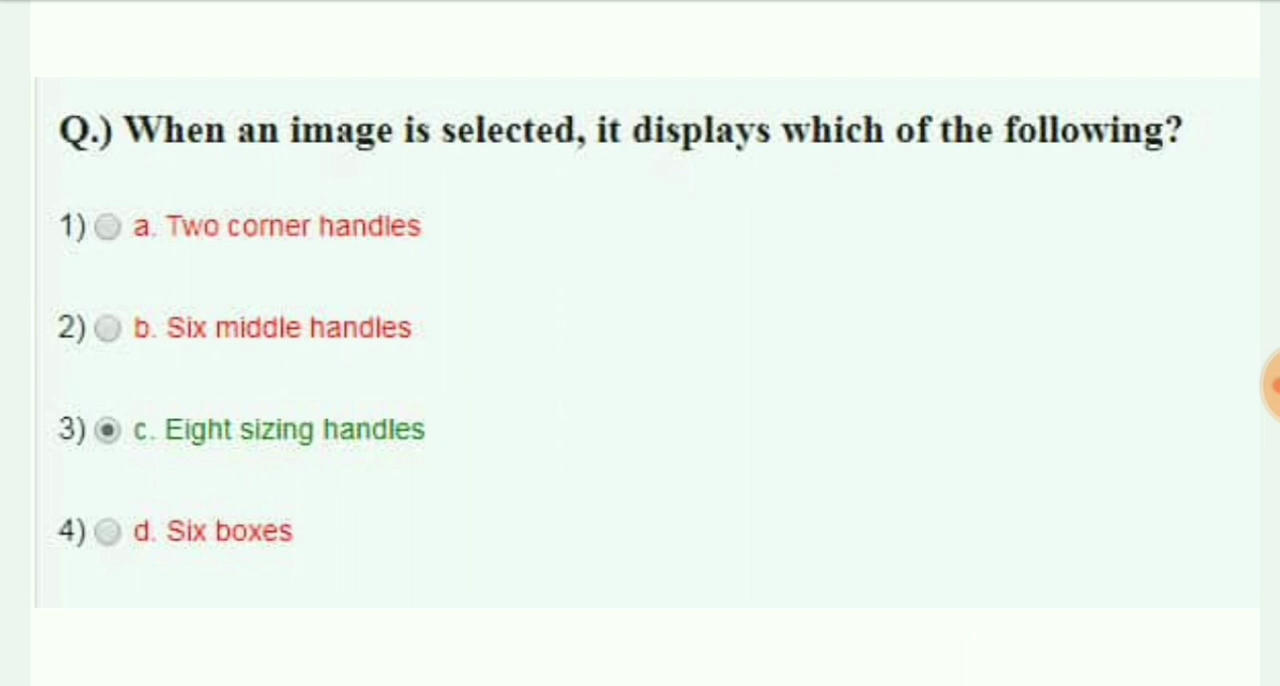 Q.) When an image is selected, it displays which of the following?
1) a. Two corner handles
2) b. Six middle handles
3) c. Eight sizing handles
4) d. Six boxes